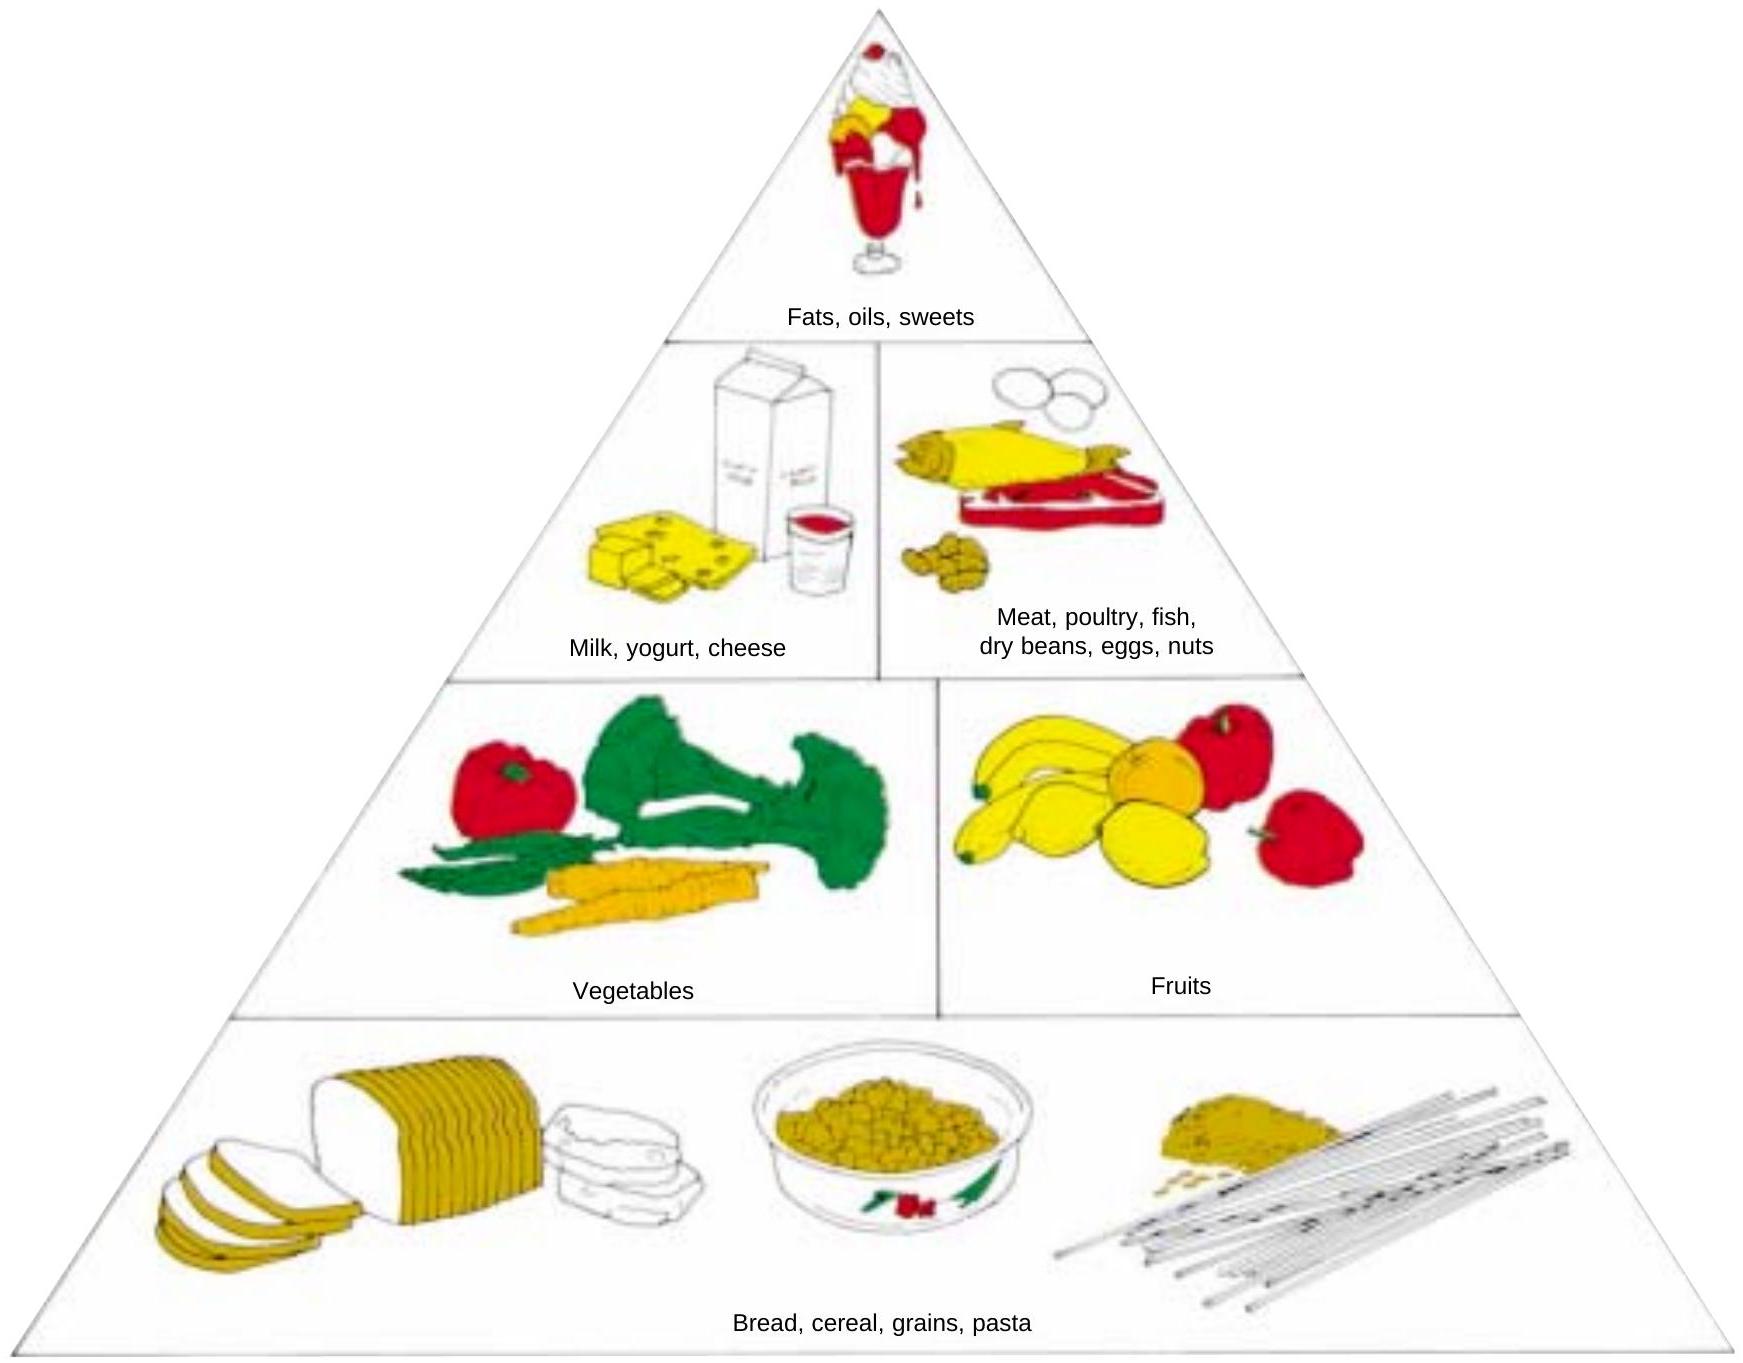 Fats, oils, sweets
Milk, yogurt, cheese
Meat, poultry, fish,
dry beans, eggs, nuts
Vegetables
Fruits
Bread, cereal, grains, pasta